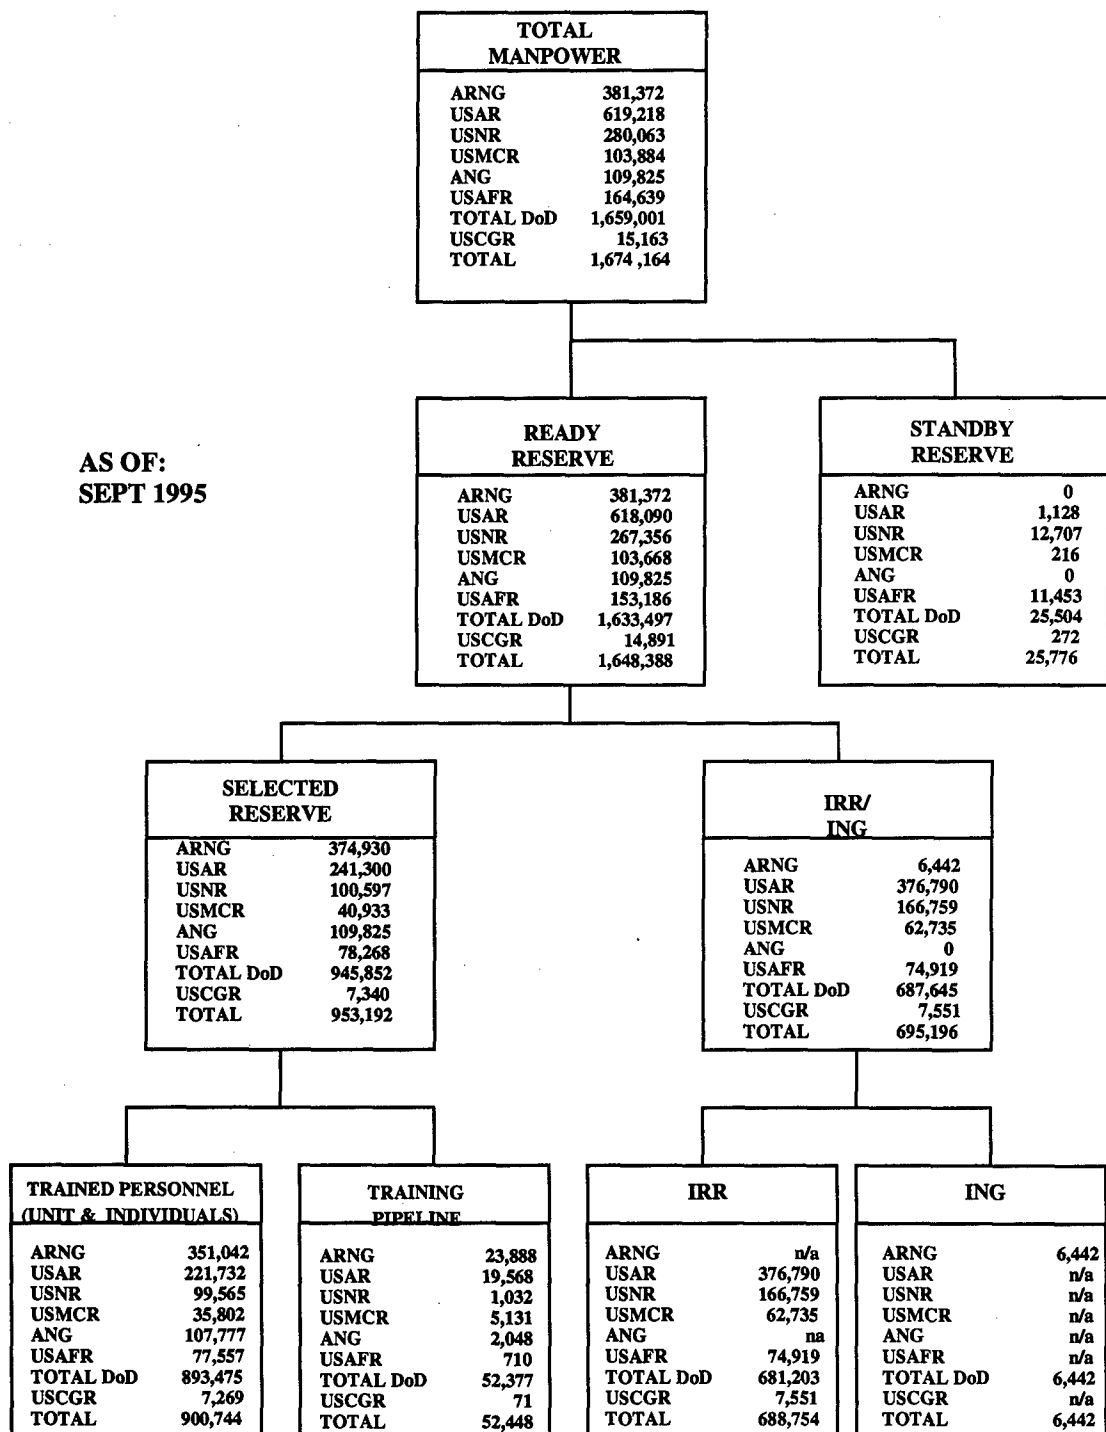 TOTAL
MANPOWER
ARNG 381,372
USAR 619,218
USNR 280,063
USMCR 103,884
ANG 109,825
USAFR 164,639
TOTAL DoD 1,659,001
USCGR 15,163
TOTAL 1,674 ,164
AS OF:
SEPT 1995
READY
RESERVE
ARNG 381,372
USAR 618,090
USNR 267,356
USMCR 103,668
ANG 109,825
USAFR 153,186
TOTAL DoD 1,633,497
USCGR 14,891
TOTAL 1,648,388
STANDBY
RESERVE
ARNG 0
USAR 1,128
USNR 12,707
USMCR 216
ANG 0
USAFR 11,453
TOTAL DoD 25,504
USCGR 272
TOTAL 25,776
SELECTED
RESERVE
ARNG 374,930
USAR 241,300
USNR 100,597
USMCR 40,933
ANG 109,825
USAFR 78,268
TOTAL DoD 945,852
USCGR 7,340
TOTAL 953,192
IRR/
ING
ARNG 6,442
USAR 376,790
USNR 166,759
USMCR 62,735
ANG 0
USAFR 74,919
TOTAL DoD 687,645
USCGR 7,551
TOTAL 695,196
TRAINED PERSONNEL
(UNIT & INDIVIDUALS)
ARNG 351,042
USAR 221,732
USNR 99,565
USMCR 35,802
ANG 107,777
USAFR 77,557
TOTAL DoD 893,475
USCGR 7,269
TOTAL 900,744
TRAINING
PIPELINE
ARNG 23,888
USAR 19,568
USNR 1,032
USMCR 5,131
ANG 2,048
USAFR 710
TOTAL DoD 52,377
USCGR 71
TOTAL 52,448
IRR
ARNG n/a
USAR 376,790
USNR 166,759
USMCR 62,735
ANG na
USAFR 74,919
TOTAL DoD 681,203
USCGR 7,551
TOTAL 688,754
ING
ARNG 6,442
USAR n/a
USNR n/a
USMCR n/a
ANG n/a
USAFR n/a
TOTAL DoD 6,442
USCGR n/a
TOTAL 6,442